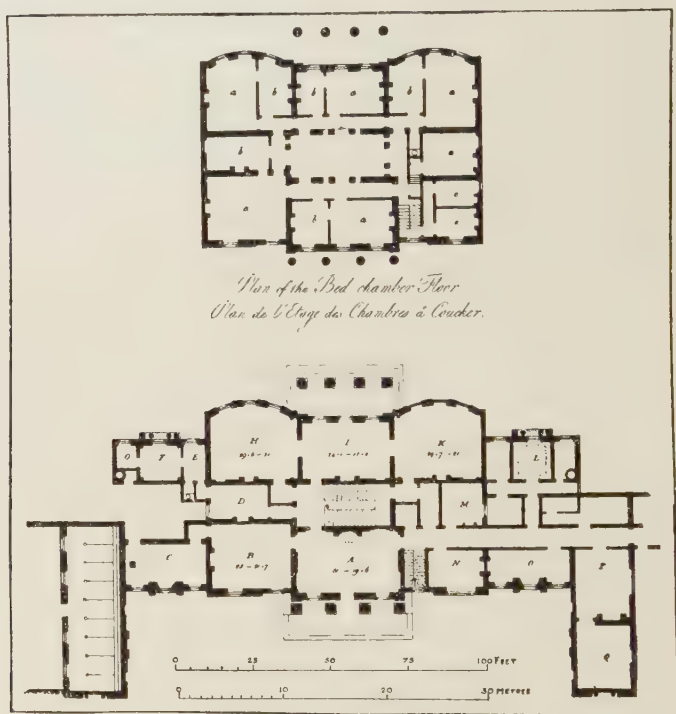 a b b a b a
b a
a b a c
c
Plan of the Bed chamber Floor
Plan de l'Etage des Chambres à Coucker.
H I K
G F E L
D M
C B A N O P
Q
0 25 50 75 100 FEET
0 10 20 30 METRES